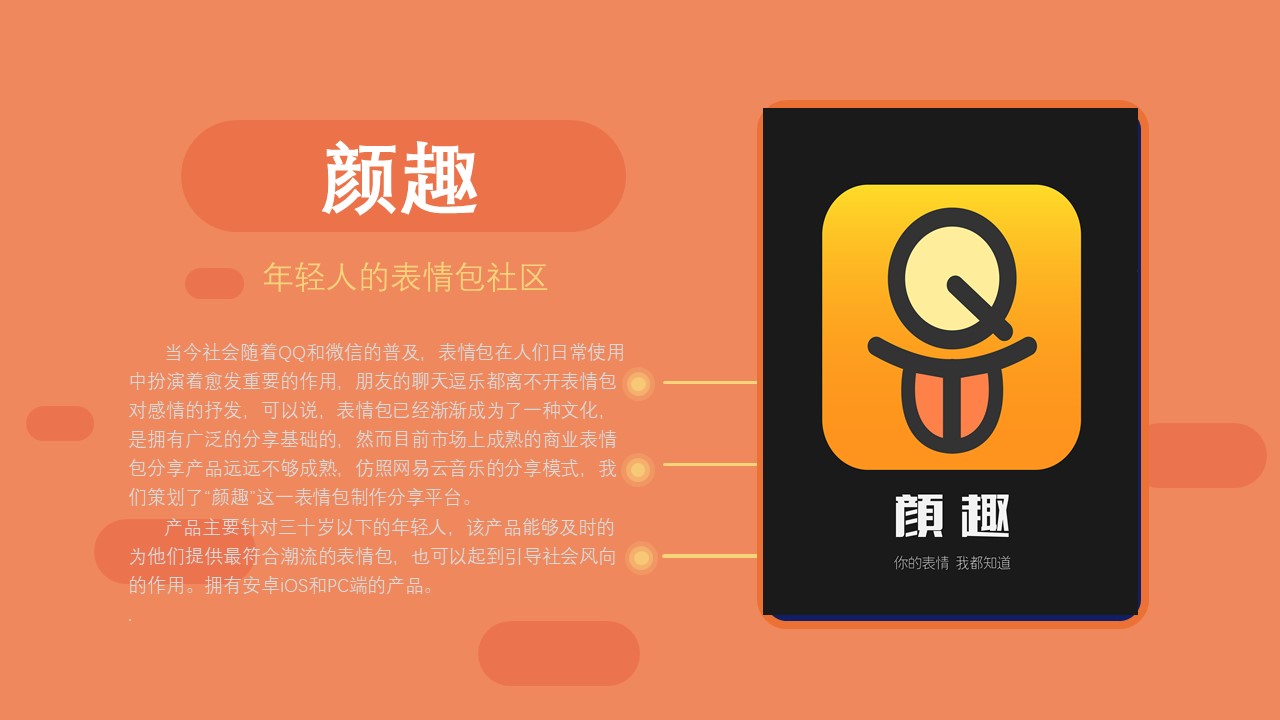 颜趣
年轻人的表情包社区
当今社会随着QQ和微信的普及，表情包在人们日常使用
中扮演着愈发重要的作用，朋友的聊天逗乐都离不开表情包
对感情的抒发，可以说，表情包已经渐渐成为了一种文化，
是拥有广泛的分享基础的，然而目前市场上成熟的商业表情
包分享产品远远不够成熟，仿照网易云音乐的分享模式，我
们策划了“颜趣”这一表情包制作分享平台。
产品主要针对三十岁以下的年轻人，该产品能够及时的
为他们提供最符合潮流的表情包，也可以起到引导社会风向
的作用。拥有安卓iOS和PC端的产品。
.
颜趣
你的表情 我都知道